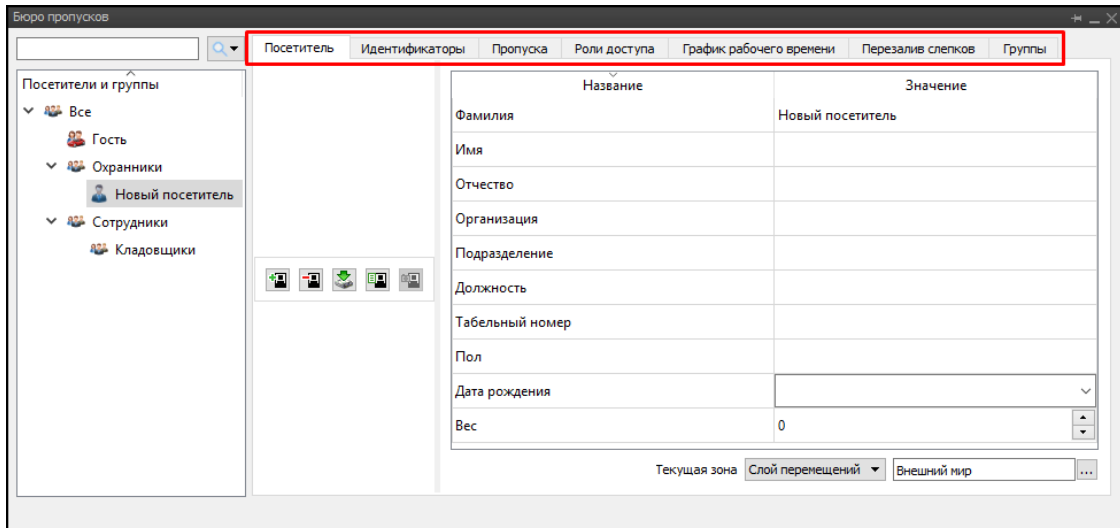 Бюро пропусков
Посетитель Идентификаторы Пропуска Роли доступа График рабочего времени Перезалив слепков Группы
Посетители и группы
Все
Гость
Охранники
Новый посетитель
Сотрудники
Кладовщики
Название Значение
Фамилия Новый посетитель
Имя
Отчество
Организация
Подразделение
Должность
Табельный номер
Пол
Дата рождения
Вес 0
Текущая зона Слой перемещений Внешний мир ...